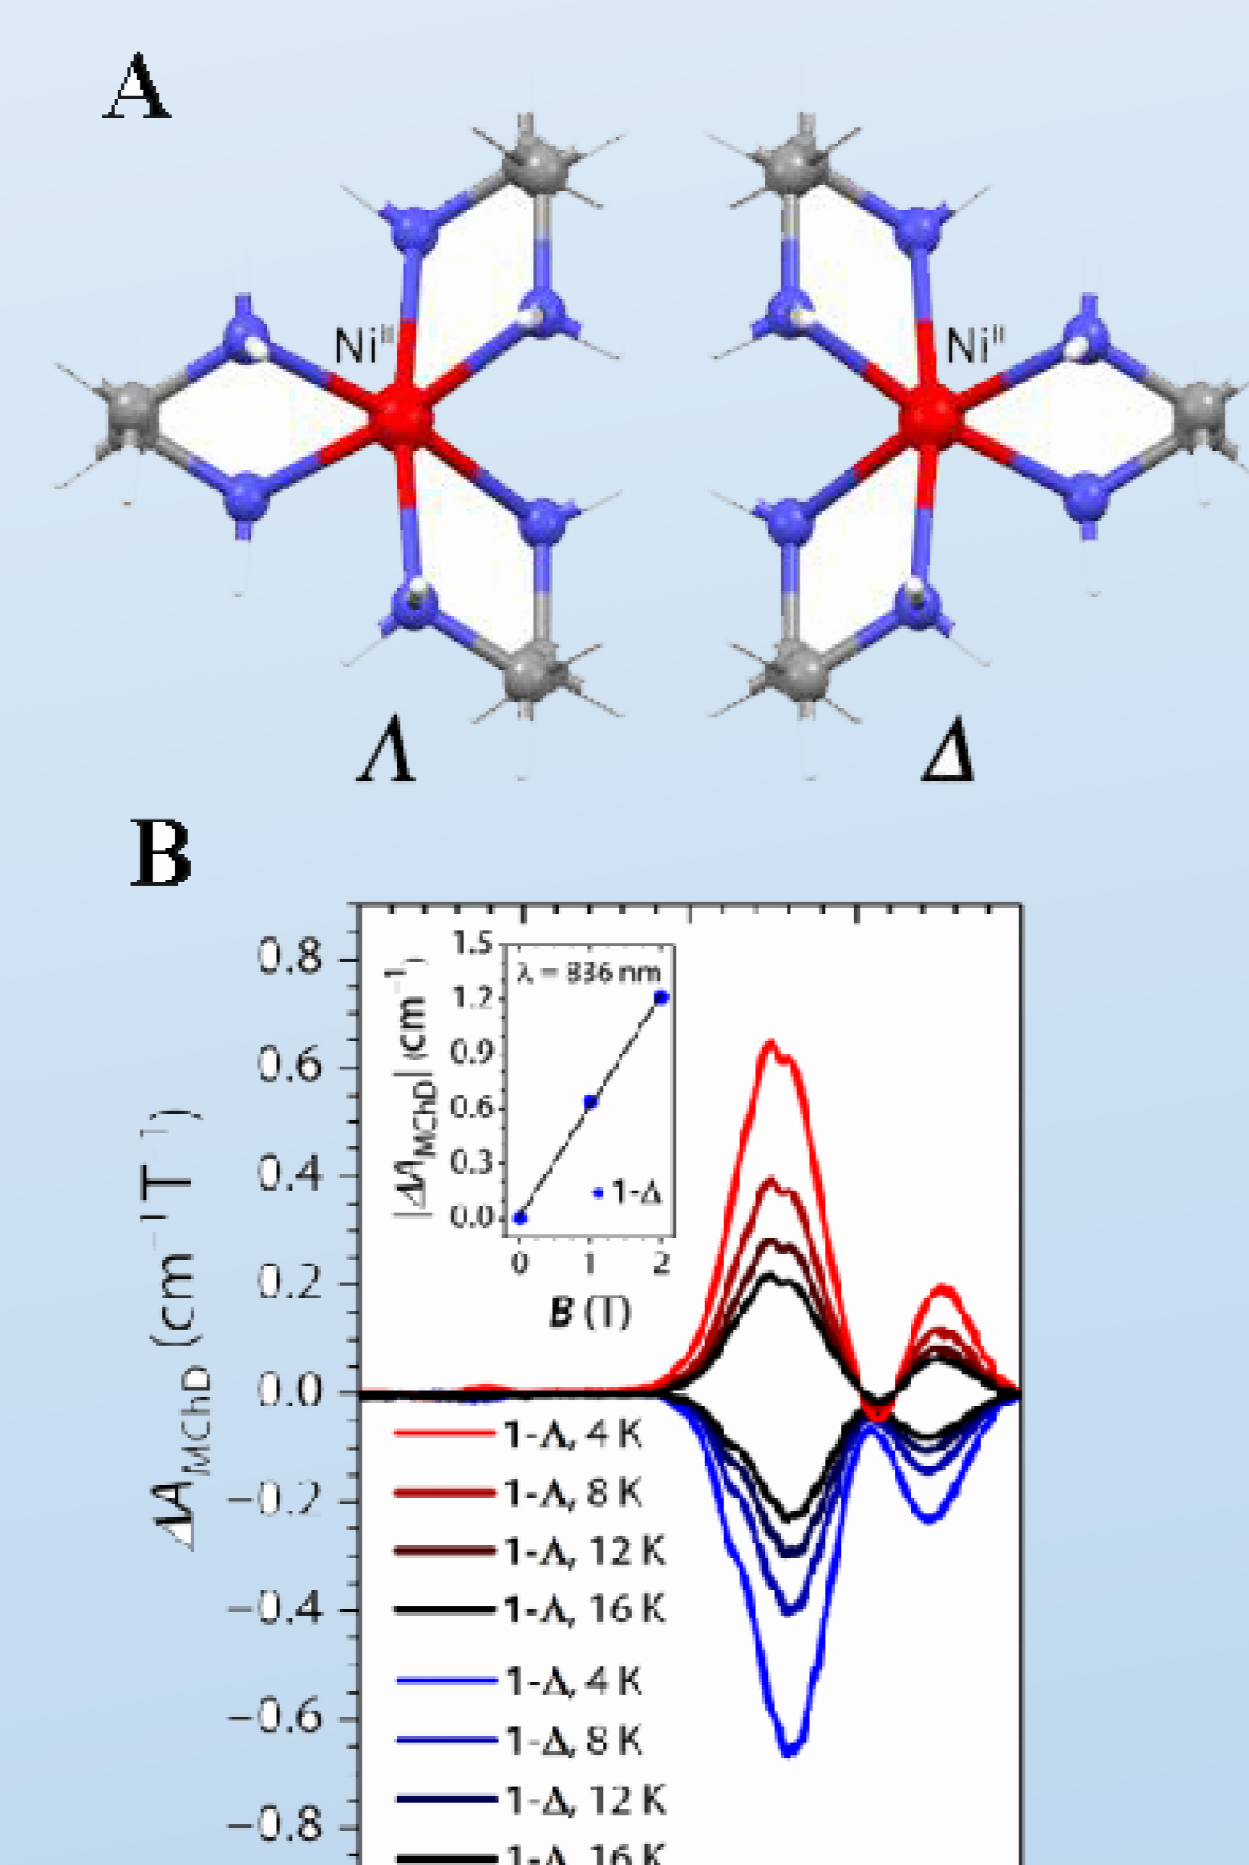 A
Ni^II
Ni^II
Λ
Δ
B
ΔA_MChD (cm⁻¹T⁻¹)
0.8
0.6
0.4
0.2
0.0
−0.2
−0.4
−0.6
−0.8
|ΔA_MChD| (cm⁻¹)
1.5
1.2
0.9
0.6
0.3
0.0
λ = 836 nm
1-Δ
0 1 2
B (T)
1-Λ, 4 K
1-Λ, 8 K
1-Λ, 12 K
1-Λ, 16 K
1-Δ, 4 K
1-Δ, 8 K
1-Δ, 12 K
1-Δ, 16 K